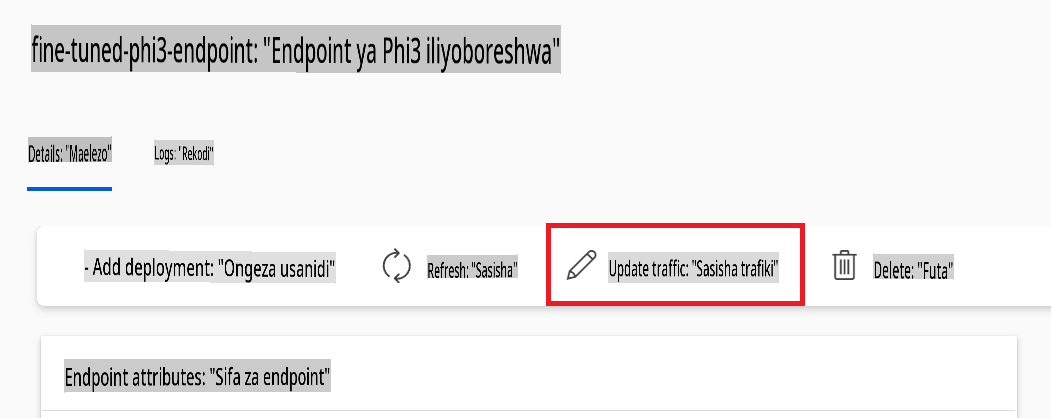 fine-tuned-phi3-endpoint: "Endpoint ya Phi3 iliyoboreshwa"
Details: "Maelezo"
Logs: "Rekodi"
- Add deployment: "Ongeza usanidi"
Refresh: "Sasisha"
Update traffic: "Sasisha trafiki"
Delete: "Futa"
Endpoint attributes: "Sifa za endpoint"